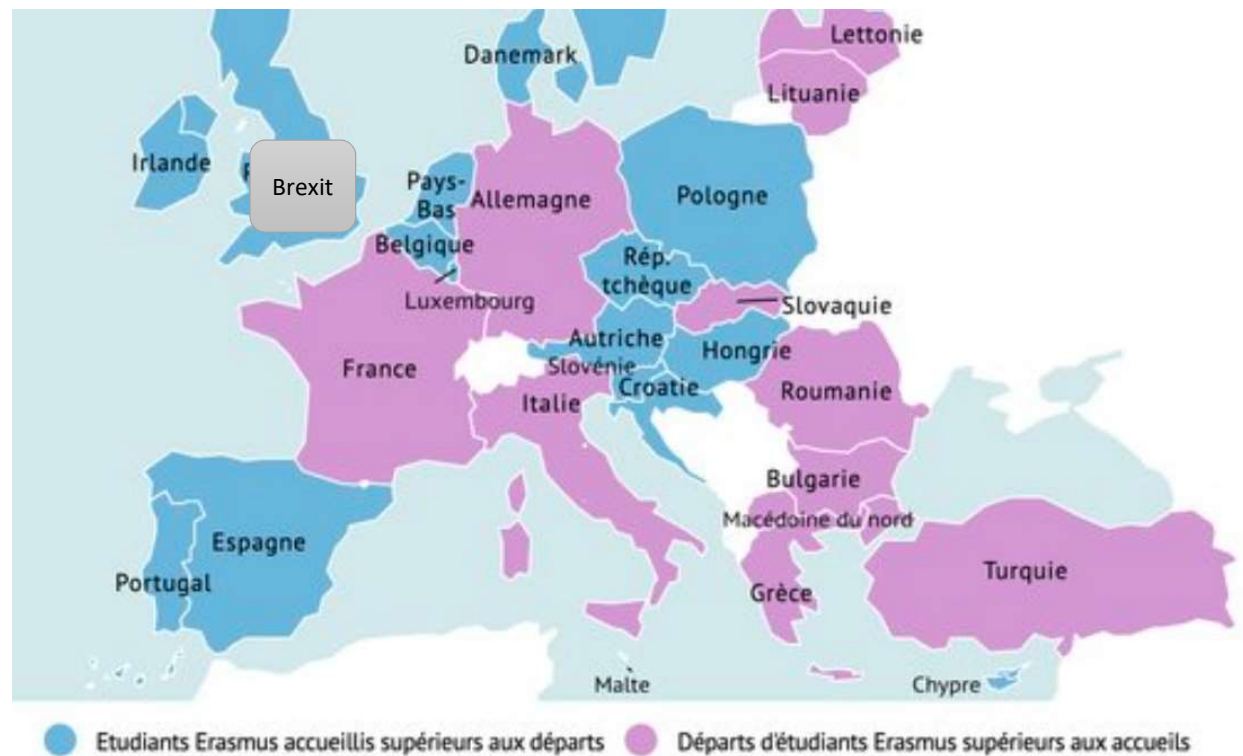 Lettonie
Danemark
Lituanie
Irlande
Brexit
Pays-
Bas
Allemagne
Pologne
Belgique
Rép.
tchèque
Luxembourg
Slovaquie
Autriche
Hongrie
Slovénie
France
Croatie
Roumanie
Italie
Bulgarie
Macédoine du nord
Espagne
Turquie
Portugal
Grèce
Malte
Chypre
Etudiants Erasmus accueillis supérieurs aux départs
Départs d'étudiants Erasmus supérieurs aux accueils